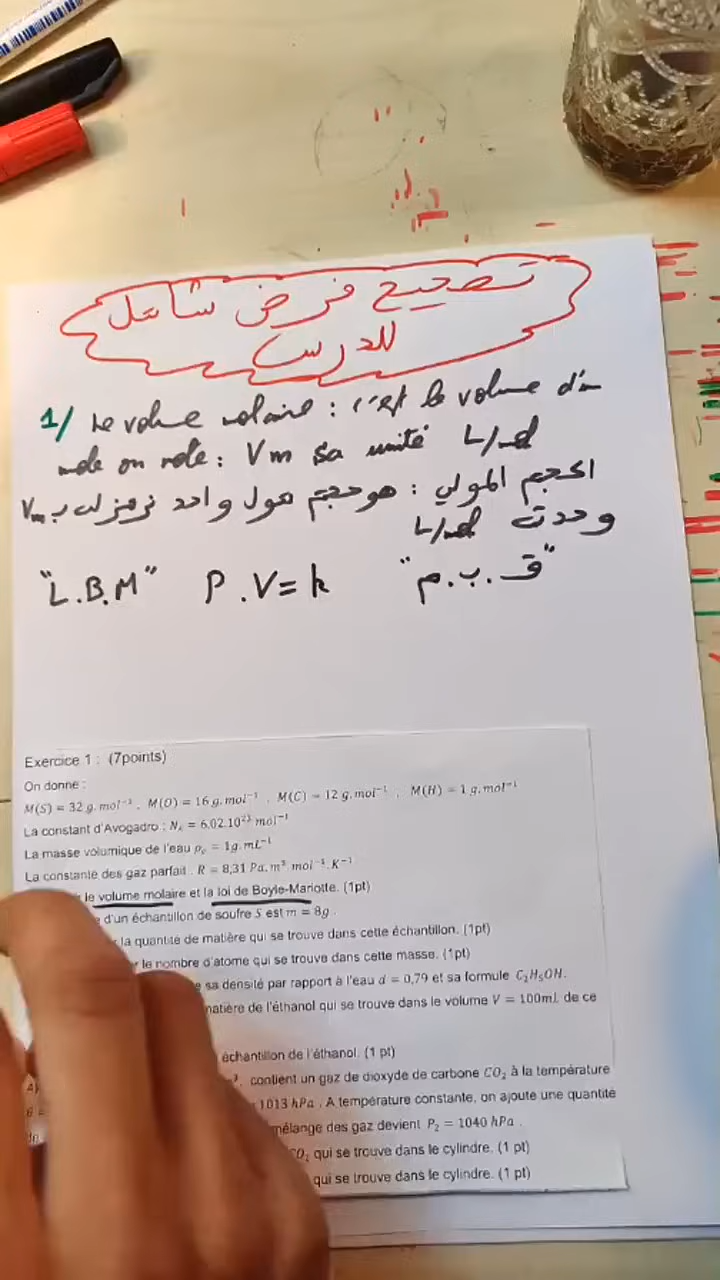 تصحيح فرض شامل
للدرس
1/ Le volume molaire : c'est le volume d'un
mole on note : Vm sa unité L/mol
الحجم المولي : هو حجم مول واحد نرمز له ب Vm
وحدته L/mol
"L.B.M" P.V=k "ق.ب.م"
Exercice 1 : (7points)
On donne :
M(S) = 32 g.mol⁻¹ , M(O) = 16 g.mol⁻¹ , M(C) = 12 g.mol⁻¹ , M(H) = 1 g.mol⁻¹
La constant d'Avogadro : Nₐ = 6,02.10²³ mol⁻¹
La masse volumique de l'eau ρₑ = 1g.mL⁻¹
La constante des gaz parfait . R = 8,31 Pa.m³.mol⁻¹.K⁻¹
le volume molaire et la loi de Boyle-Mariotte. (1pt)
d'un échantillon de soufre S est m = 8g .
la quantité de matière qui se trouve dans cette échantillon. (1pt)
le nombre d'atome qui se trouve dans cette masse. (1pt)
sa densité par rapport à l'eau d = 0,79 et sa formule C₂H₅OH.
matière de l'éthanol qui se trouve dans le volume V = 100mL de ce
échantillon de l'éthanol. (1 pt)
contient un gaz de dioxyde de carbone CO₂ à la température
1013 hPa . A température constante, on ajoute une quantité
mélange des gaz devient P₂ = 1040 hPa .
CO₂ qui se trouve dans le cylindre. (1 pt)
qui se trouve dans le cylindre. (1 pt)